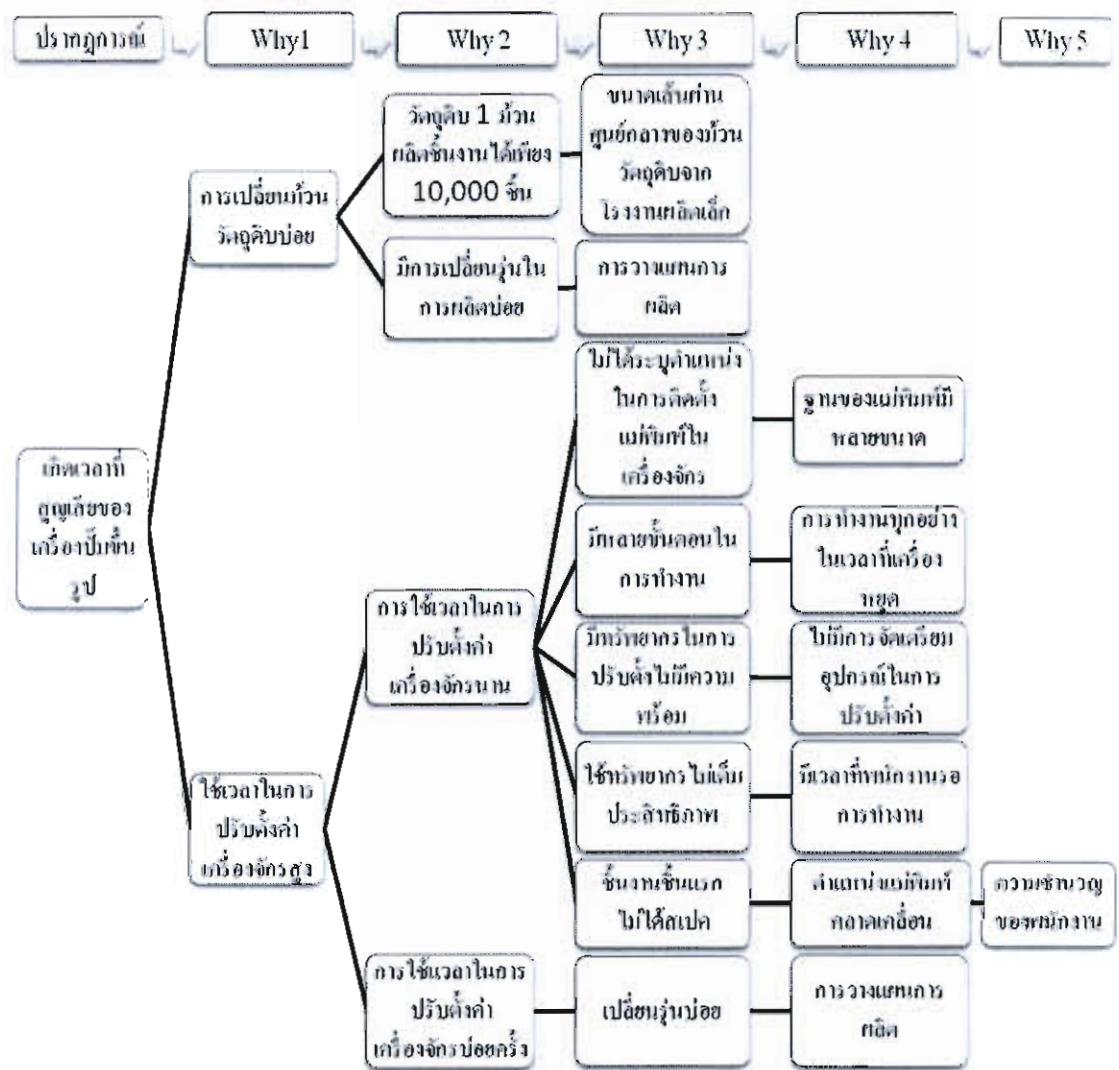 ปรากฏการณ์
Why1
Why 2
Why 3
Why 4
Why 5
วัตถุดิบ 1 ม้วน
ผลิตชิ้นงานได้เพียง
10,000 ชิ้น
ขนาดเส้นผ่าน
ศูนย์กลางของม้วน
วัตถุดิบจาก
โรงงานผลิตเล็ก
การเปลี่ยนม้วน
วัตถุดิบบ่อย
มีการเปลี่ยนรุ่นใน
การผลิตบ่อย
การวางแผนการ
ผลิต
ไม่ได้ระบุตำแหน่ง
ในการติดตั้ง
แม่พิมพ์ใน
เครื่องจักร
ฐานของแม่พิมพ์มี
หลายขนาด
เกิดเวลาที่
สูญเสียของ
เครื่องปั๊มขึ้น
รูป
มีหลายขั้นตอนใน
การทำงาน
การทำงานทุกอย่าง
ในเวลาที่เครื่อง
หยุด
การใช้เวลาในการ
ปรับตั้งค่า
เครื่องจักรนาน
มีทรัพยากรในการ
ปรับตั้งไม่มีความ
พร้อม
ไม่มีการจัดเตรียม
อุปกรณ์ในการ
ปรับตั้งค่า
ใช้เวลาในการ
ปรับตั้งค่า
เครื่องจักรสูง
ใช้ทรัพยากรไม่เต็ม
ประสิทธิภาพ
มีเวลาที่พนักงานรอ
การทำงาน
ชิ้นงานชิ้นแรก
ไม่ได้สเปค
ตำแหน่งแม่พิมพ์
คลาดเคลื่อน
ความชำนาญ
ของพนักงาน
การใช้เวลาในการ
ปรับตั้งค่า
เครื่องจักรบ่อยครั้ง
เปลี่ยนรุ่นบ่อย
การวางแผนการ
ผลิต